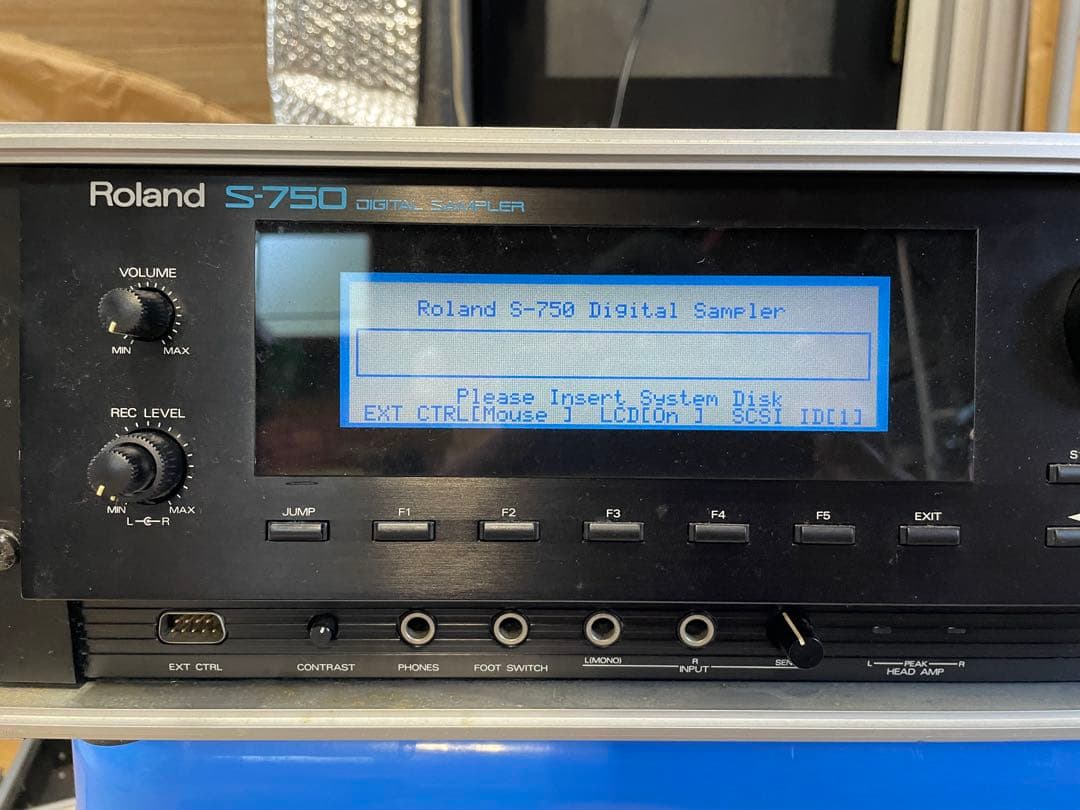 Roland S-750 DIGITAL SAMPLER
VOLUME
MIN MAX
REC LEVEL
MIN MAX
L C R
Roland S-750 Digital Sampler
Please Insert System Disk
EXT CTRL[Mouse ] LCD[On ] SCSI ID[1]
JUMP F1 F2 F3 F4 F5 EXIT
EXT CTRL CONTRAST PHONES FOOT SWITCH L(MONO) R INPUT L PEAK R HEAD AMP